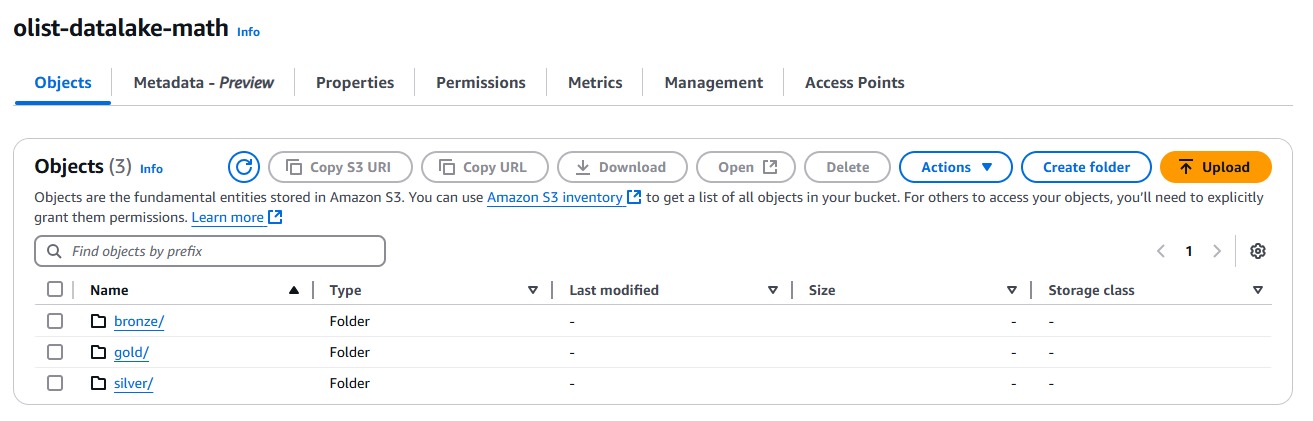 olist-datalake-math Info
Objects Metadata - Preview Properties Permissions Metrics Management Access Points
Objects (3) Info Copy S3 URI Copy URL Download Open Delete Actions Create folder Upload
Objects are the fundamental entities stored in Amazon S3. You can use Amazon S3 inventory to get a list of all objects in your bucket. For others to access your objects, you'll need to explicitly
grant them permissions. Learn more
Find objects by prefix 1
Name Type Last modified Size Storage class
bronze/ Folder - - -
gold/ Folder - - -
silver/ Folder - - -